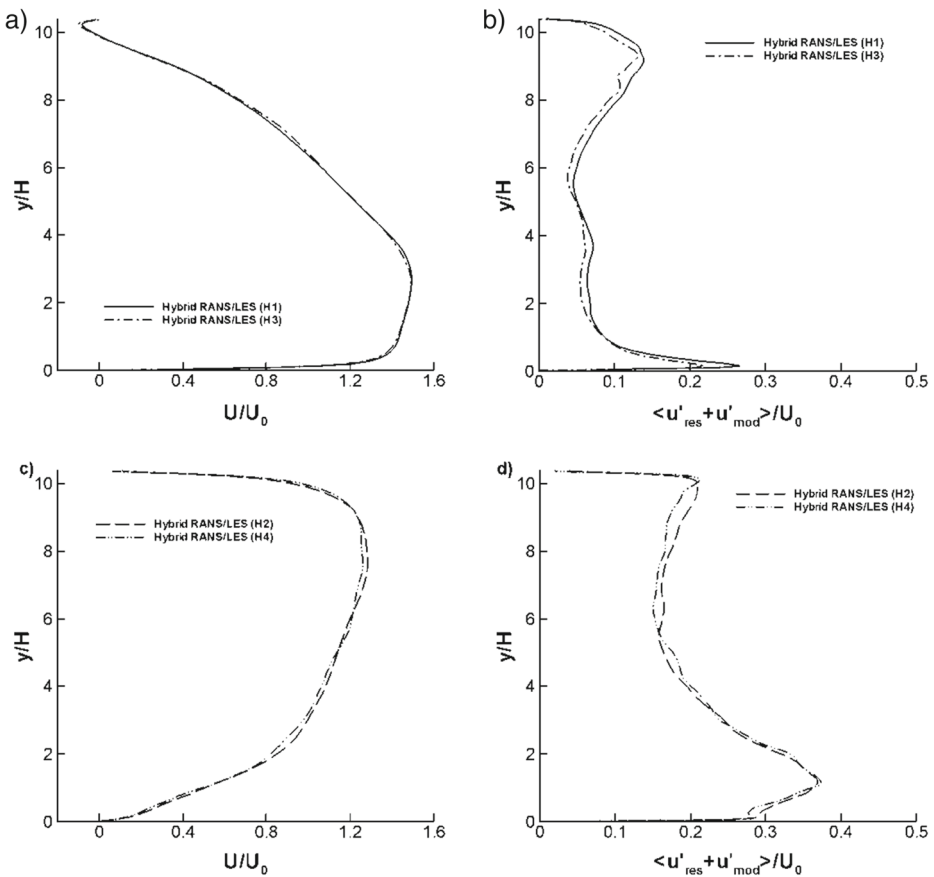 a)
10
8
6
4
2
0
y/H
Hybrid RANS/LES (H1)
Hybrid RANS/LES (H3)
0 0.4 0.8 1.2 1.6
U/U0
b)
10
8
6
4
2
0
y/H
Hybrid RANS/LES (H1)
Hybrid RANS/LES (H3)
0 0.1 0.2 0.3 0.4 0.5
<u'res+u'mod>/U0
c)
10
8
6
4
2
0
y/H
Hybrid RANS/LES (H2)
Hybrid RANS/LES (H4)
0 0.4 0.8 1.2 1.6
U/U0
d)
10
8
6
4
2
0
y/H
Hybrid RANS/LES (H2)
Hybrid RANS/LES (H4)
0 0.1 0.2 0.3 0.4 0.5
<u'res+u'mod>/U0